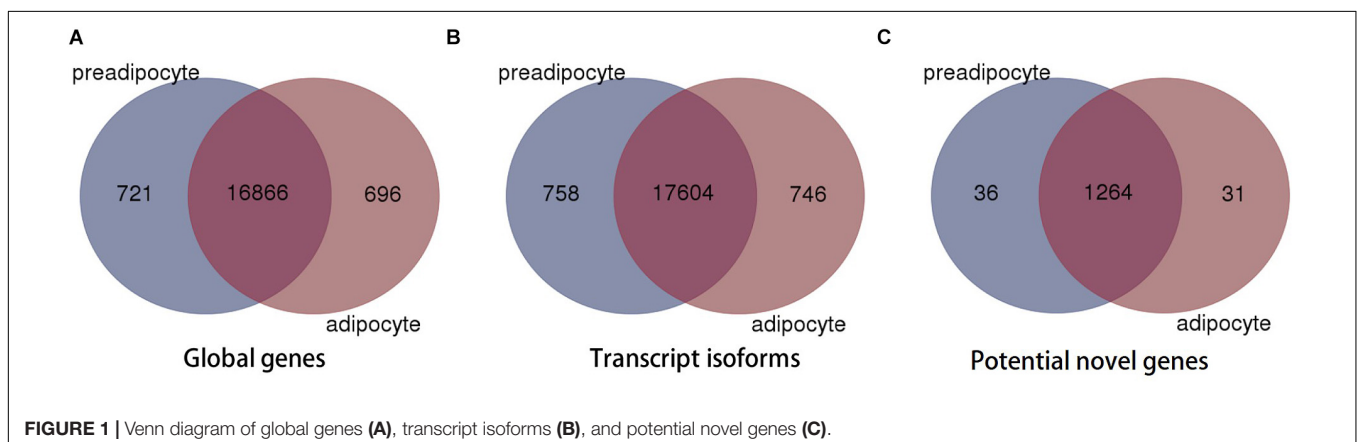 A
B
C
preadipocyte
preadipocyte
preadipocyte
721
16866
696
758
17604
746
36
1264
31
adipocyte
adipocyte
adipocyte
Global genes
Transcript isoforms
Potential novel genes
FIGURE 1 | Venn diagram of global genes (A), transcript isoforms (B), and potential novel genes (C).